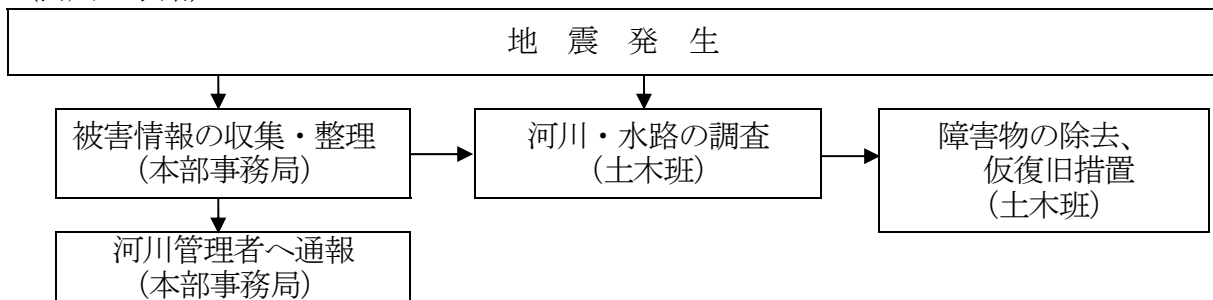 地 震 発 生
被害情報の収集・整理
（本部事務局）
河川・水路の調査
（土木班）
障害物の除去、
仮復旧措置
（土木班）
河川管理者へ通報
（本部事務局）